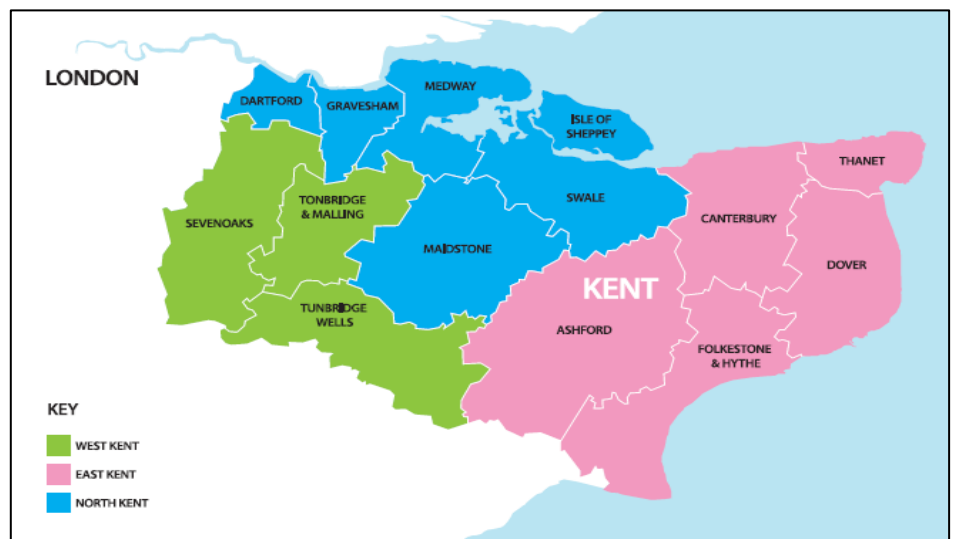 LONDON
MEDWAY
DARTFORD
GRAVESHAM
ISLE OF
SHEPPEY
THANET
TONBRIDGE
& MALLING
SWALE
SEVENOAKS
CANTERBURY
MAIDSTONE
DOVER
KENT
TUNBRIDGE
WELLS
ASHFORD
FOLKESTONE
& HYTHE
KEY
WEST KENT
EAST KENT
NORTH KENT